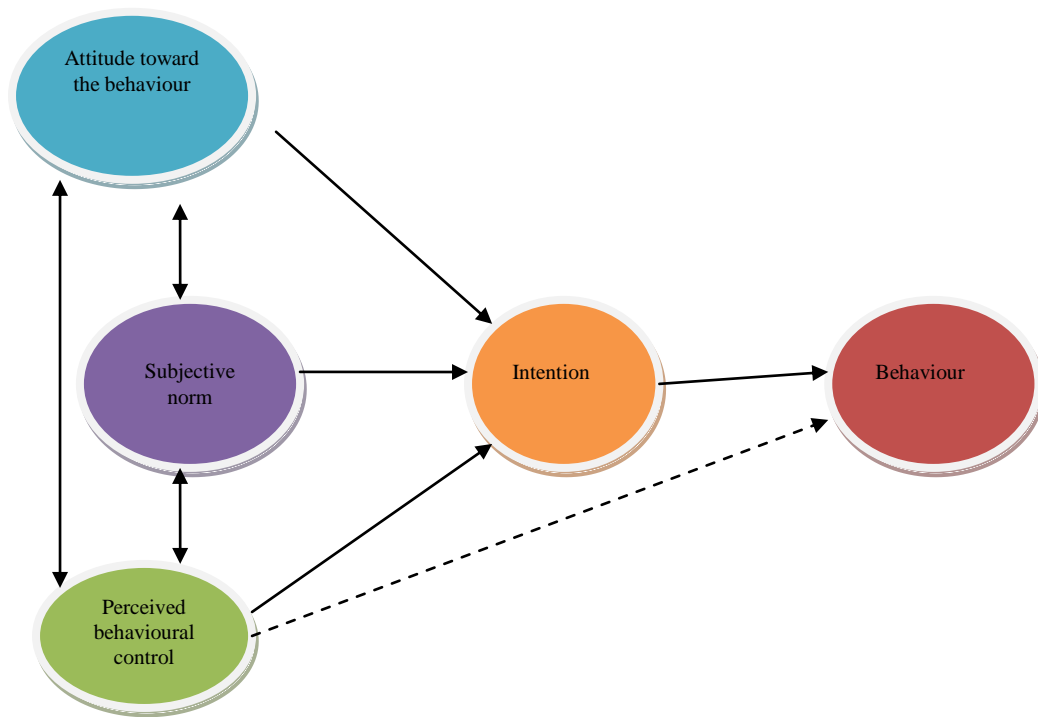 Attitude toward
the behaviour
Subjective
norm
Intention
Behaviour
Perceived
behavioural
control